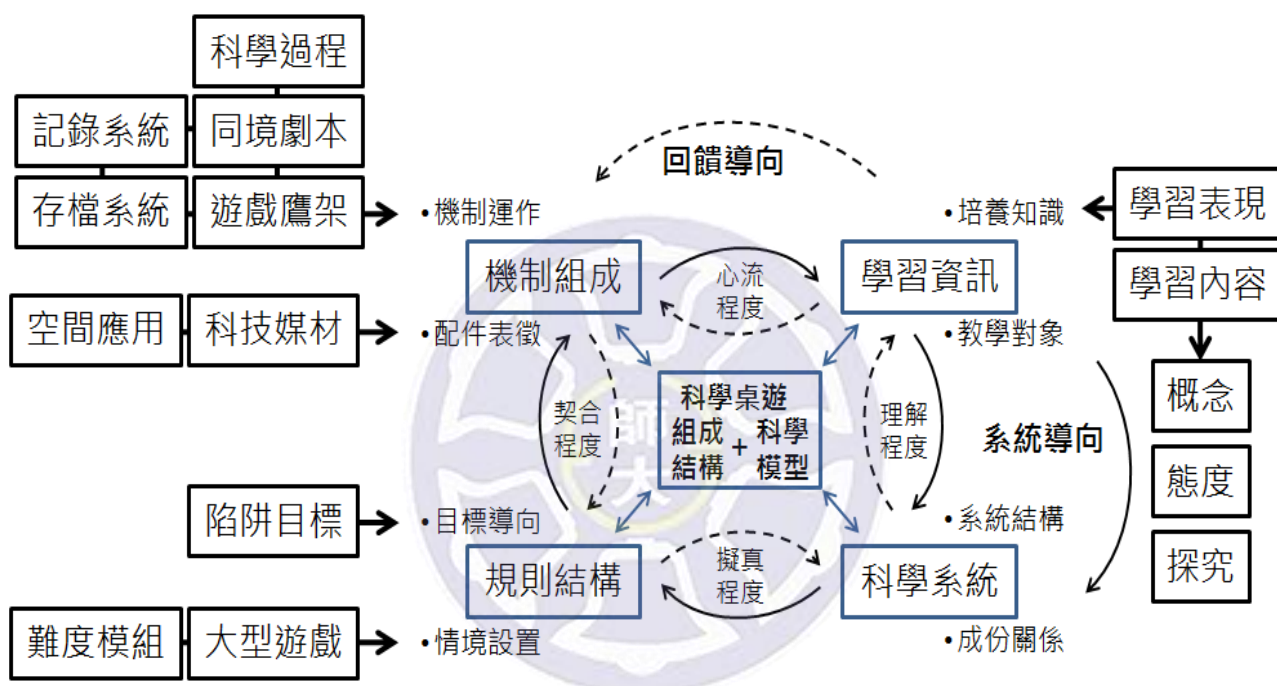 科學過程
記錄系統
同境劇本
存檔系統
遊戲鷹架
回饋導向
•機制運作
•培養知識
學習表現
機制組成
心流
程度
學習資訊
學習內容
空間應用
科技媒材
•配件表徵
•教學對象
科學桌遊
組成
結構
+
科學
模型
契合
程度
理解
程度
概念
系統導向
態度
師
大
陷阱目標
•目標導向
•系統結構
探究
規則結構
擬真
程度
科學系統
難度模組
大型遊戲
•情境設置
•成份關係